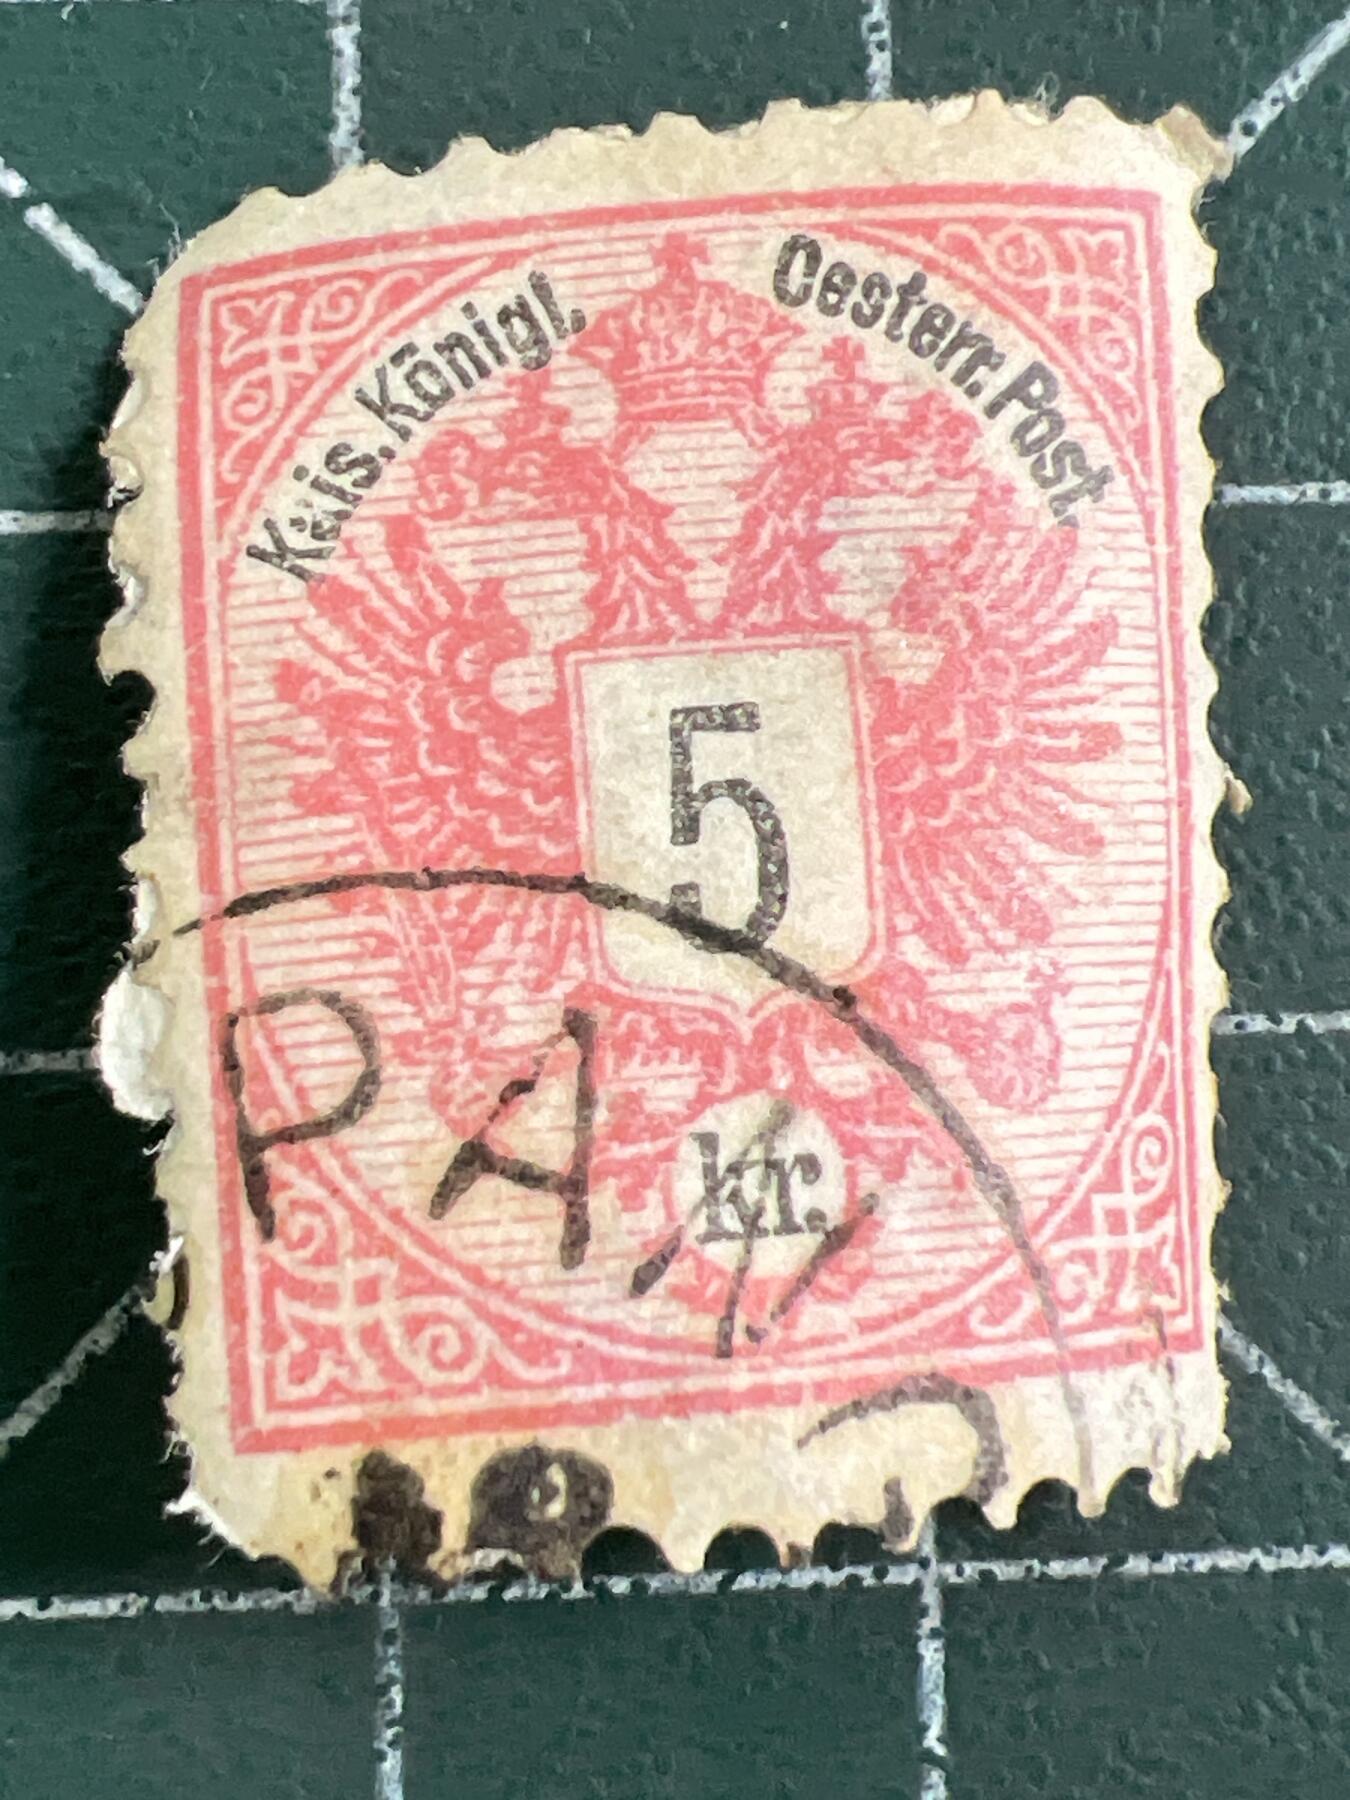 Kais. Königl. Oesterr. Post.
5
kr.
PA